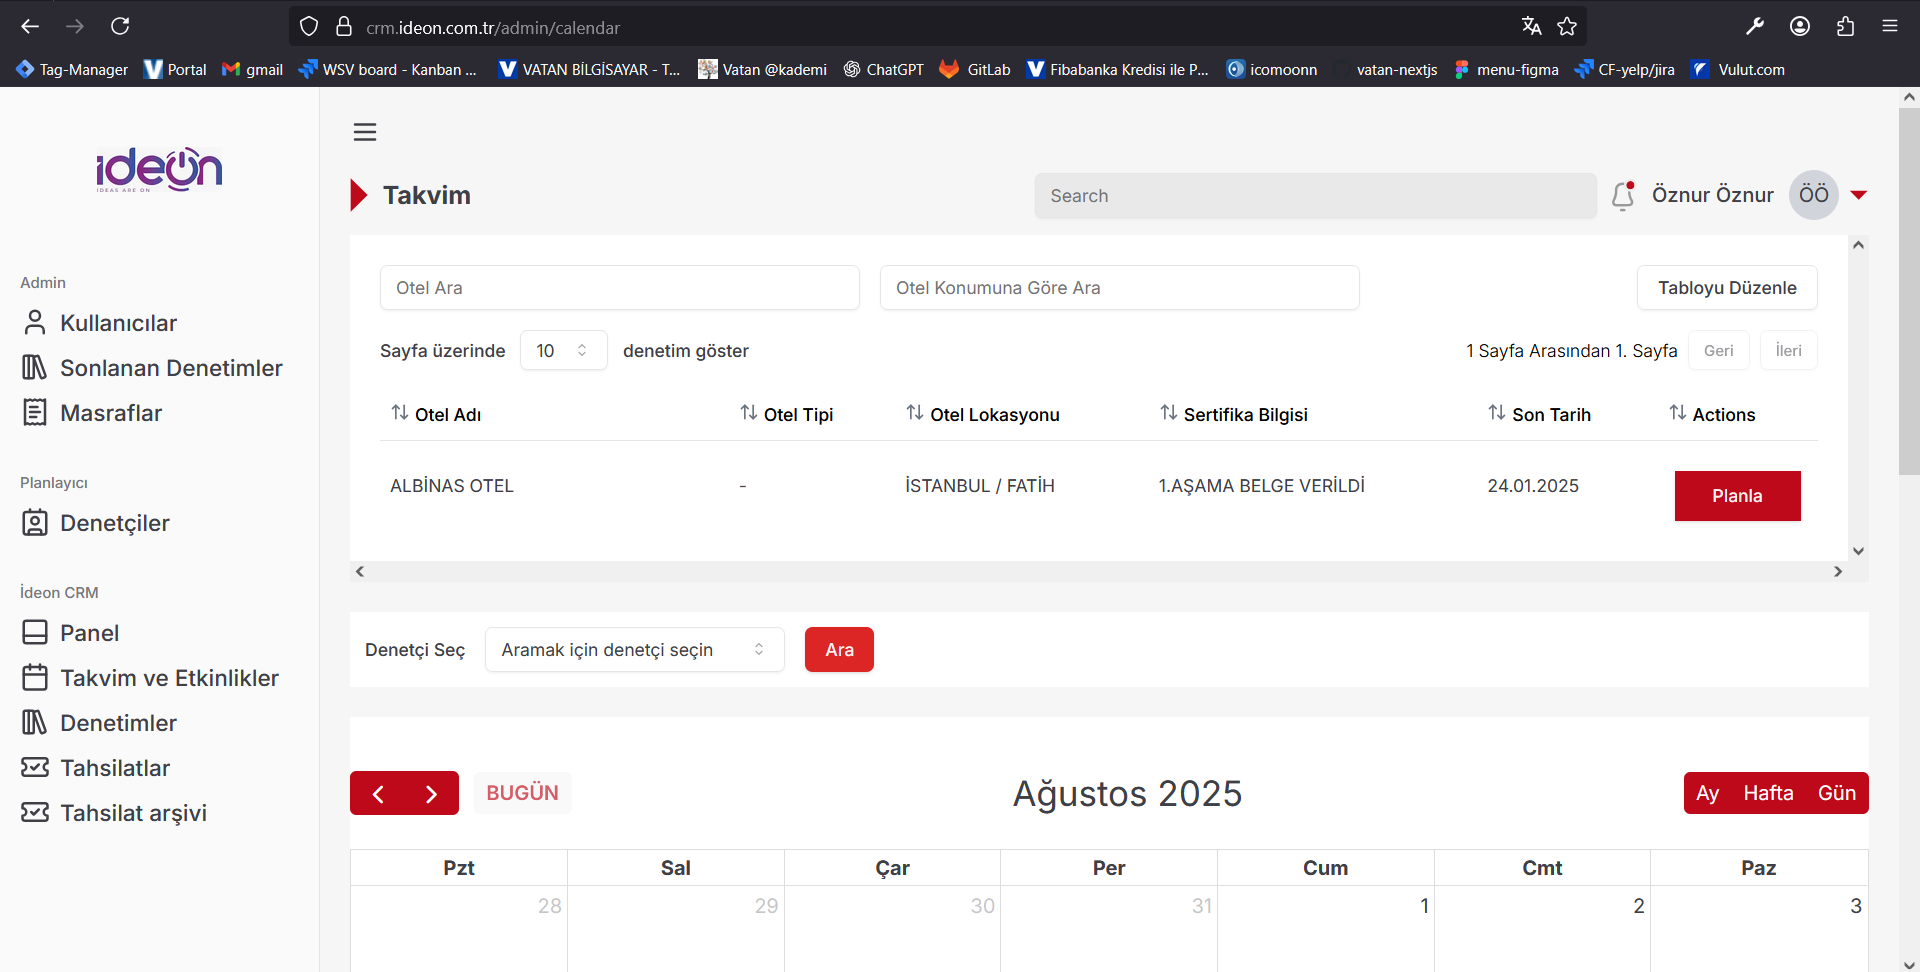 crm.ideon.com.tr/admin/calendar
Tag-Manager Portal gmail WSV board - Kanban ... VATAN BİLGİSAYAR - T... Vatan @kademi ChatGPT GitLab Fibabanka Kredisi ile P... icomoonn vatan-nextjs menu-figma CF-yelp/jira Vulut.com
ideon
IDEAS ARE ON
Takvim
Search
Öznur Öznur
ÖÖ
Admin
Kullanıcılar
Sonlanan Denetimler
Masraflar
Planlayıcı
Denetçiler
İdeon CRM
Panel
Takvim ve Etkinlikler
Denetimler
Tahsilatlar
Tahsilat arşivi
Otel Ara
Otel Konumuna Göre Ara
Tabloyu Düzenle
Sayfa üzerinde 10 denetim göster
1 Sayfa Arasından 1. Sayfa Geri İleri
Otel Adı Otel Tipi Otel Lokasyonu Sertifika Bilgisi Son Tarih Actions
ALBİNAS OTEL - İSTANBUL / FATİH 1.AŞAMA BELGE VERİLDİ 24.01.2025 Planla
Denetçi Seç Aramak için denetçi seçin Ara
BUGÜN
Ağustos 2025
Ay Hafta Gün
Pzt Sal Çar Per Cum Cmt Paz
28 29 30 31 1 2 3